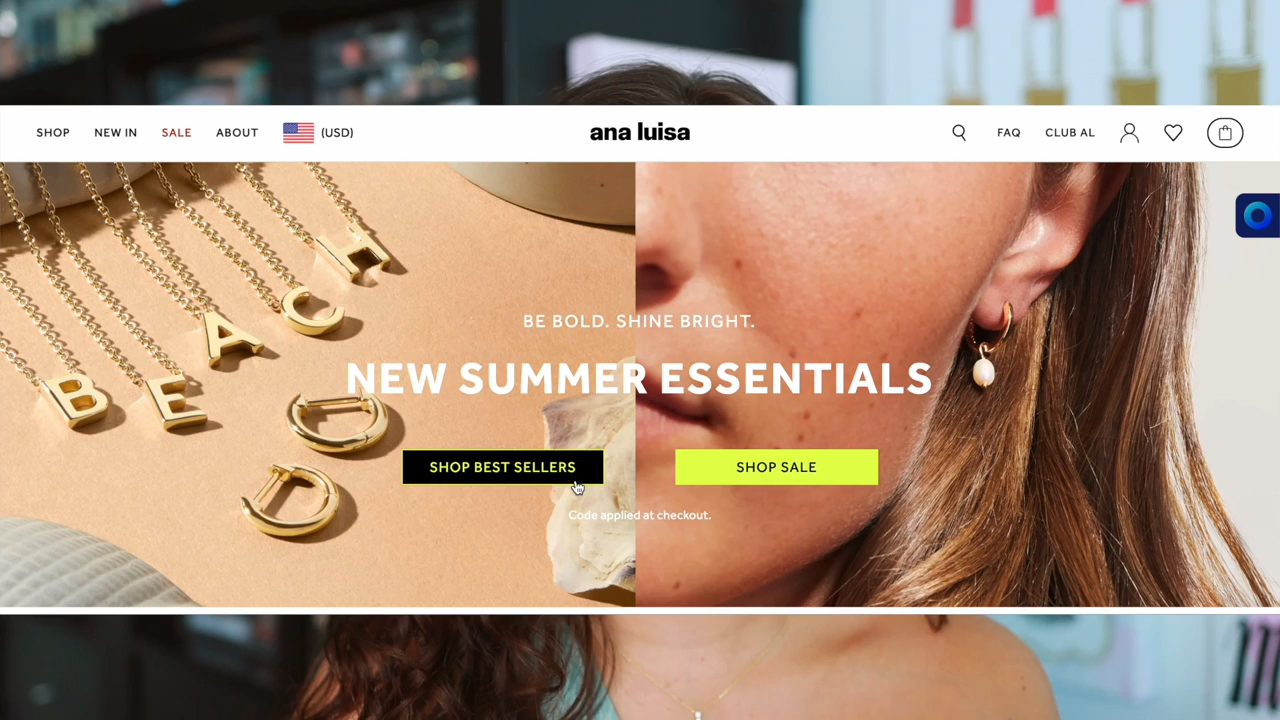 SHOP NEW IN SALE ABOUT (USD) ana luisa FAQ CLUB AL
H
C
A
B E
BE BOLD. SHINE BRIGHT.
NEW SUMMER ESSENTIALS
SHOP BEST SELLERS SHOP SALE
Code applied at checkout.